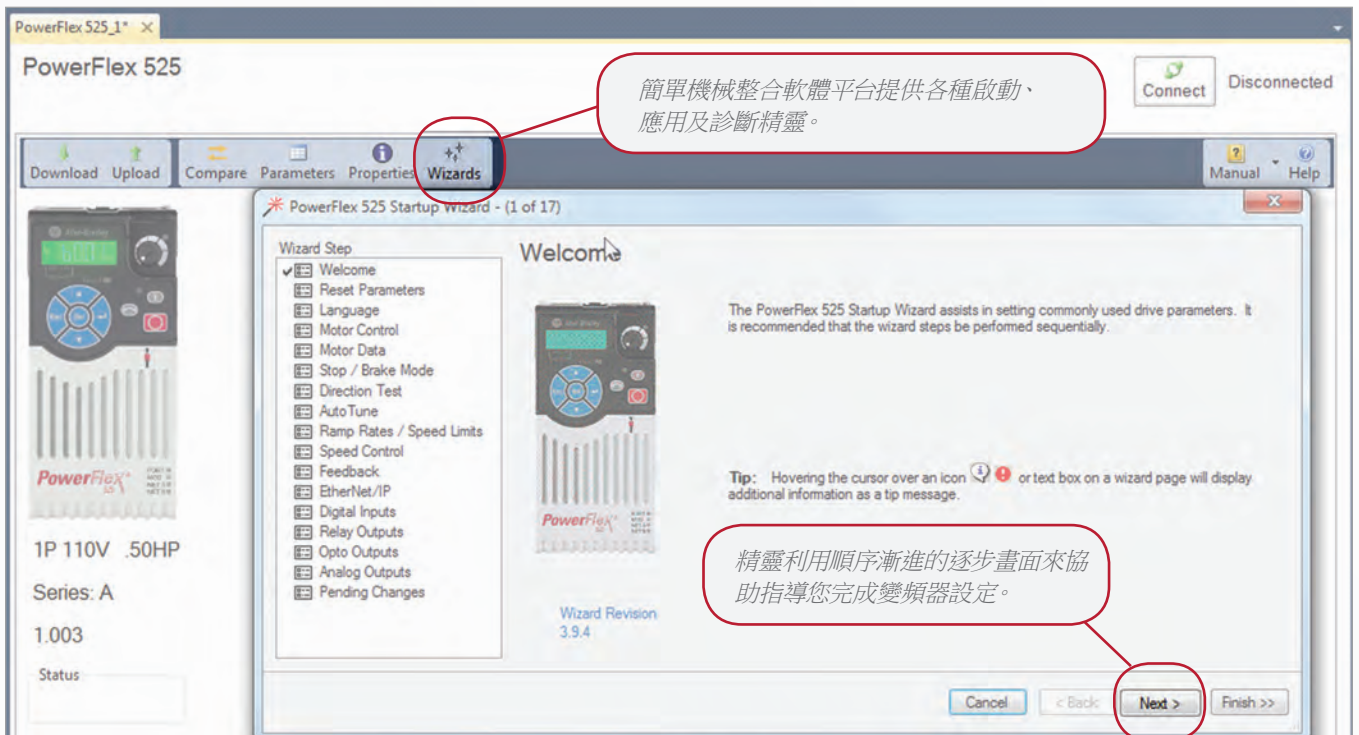 PowerFlex 525_1*
PowerFlex 525
簡單機械整合軟體平台提供各種啟動、
應用及診斷精靈。
Connect
Disconnected
Download Upload Compare Parameters Properties Wizards Manual Help
PowerFlex 525 Startup Wizard - (1 of 17)
Wizard Step
Welcome
Reset Parameters
Language
Motor Control
Motor Data
Stop / Brake Mode
Direction Test
AutoTune
Ramp Rates / Speed Limits
Speed Control
Feedback
EtherNet/IP
Digital Inputs
Relay Outputs
Opto Outputs
Analog Outputs
Pending Changes
Welcome
The PowerFlex 525 Startup Wizard assists in setting commonly used drive parameters. It
is recommended that the wizard steps be performed sequentially.
Tip: Hovering the cursor over an icon or text box on a wizard page will display
additional information as a tip message.
PowerFlex
PowerFlex
精靈利用順序漸進的逐步畫面來協
助指導您完成變頻器設定。
Wizard Revision
3.9.4
1P 110V .50HP
Series: A
1.003
Status
Cancel
< Back
Next >
Finish >>